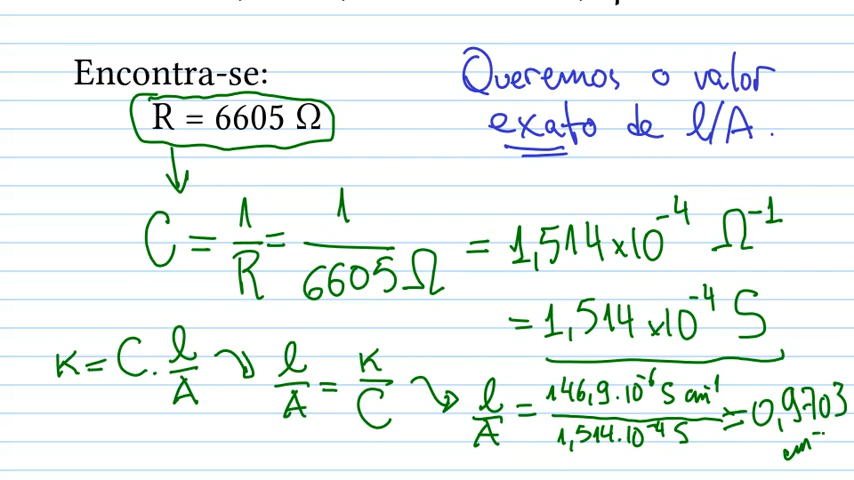 Encontra-se:
Queremos o valor
R = 6605 Ω
exato de l/A.
C = 1/R = 1/6605 Ω = 1,514 x 10^-4 Ω^-1
= 1,514 x 10^-4 S
K = C . l/A → l/A = K/C → l/A = 146,9 . 10^-6 S cm^-1 / 1,514 . 10^-4 S = 0,9703
cm^-